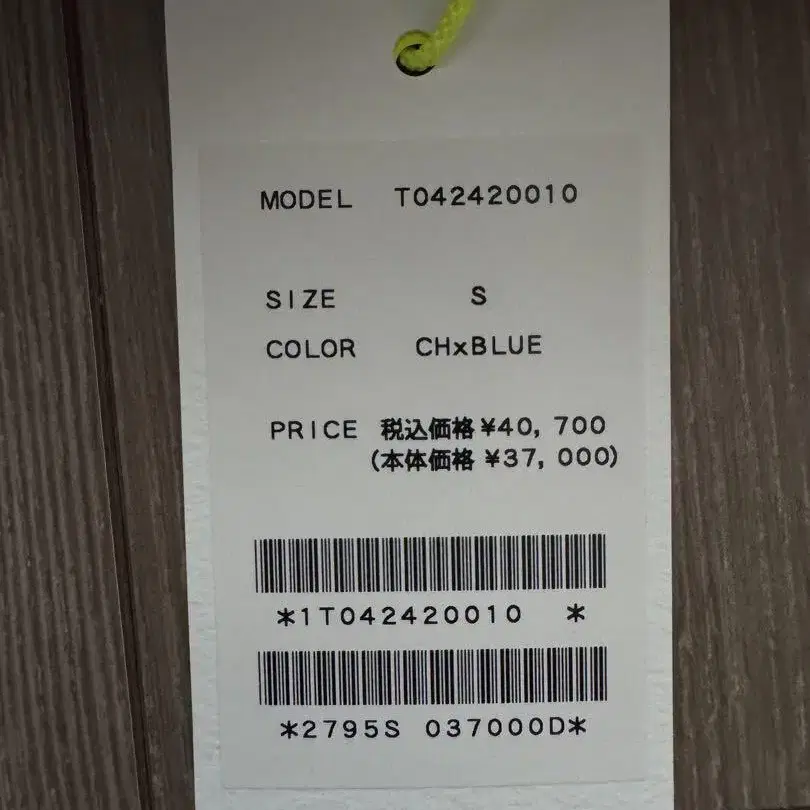 MODEL T042420010
SIZE S
COLOR CHxBLUE
PRICE 税込価格 ¥40, 700
(本体価格 ¥37, 000)
*1T042420010 *
*2795S 037000D*